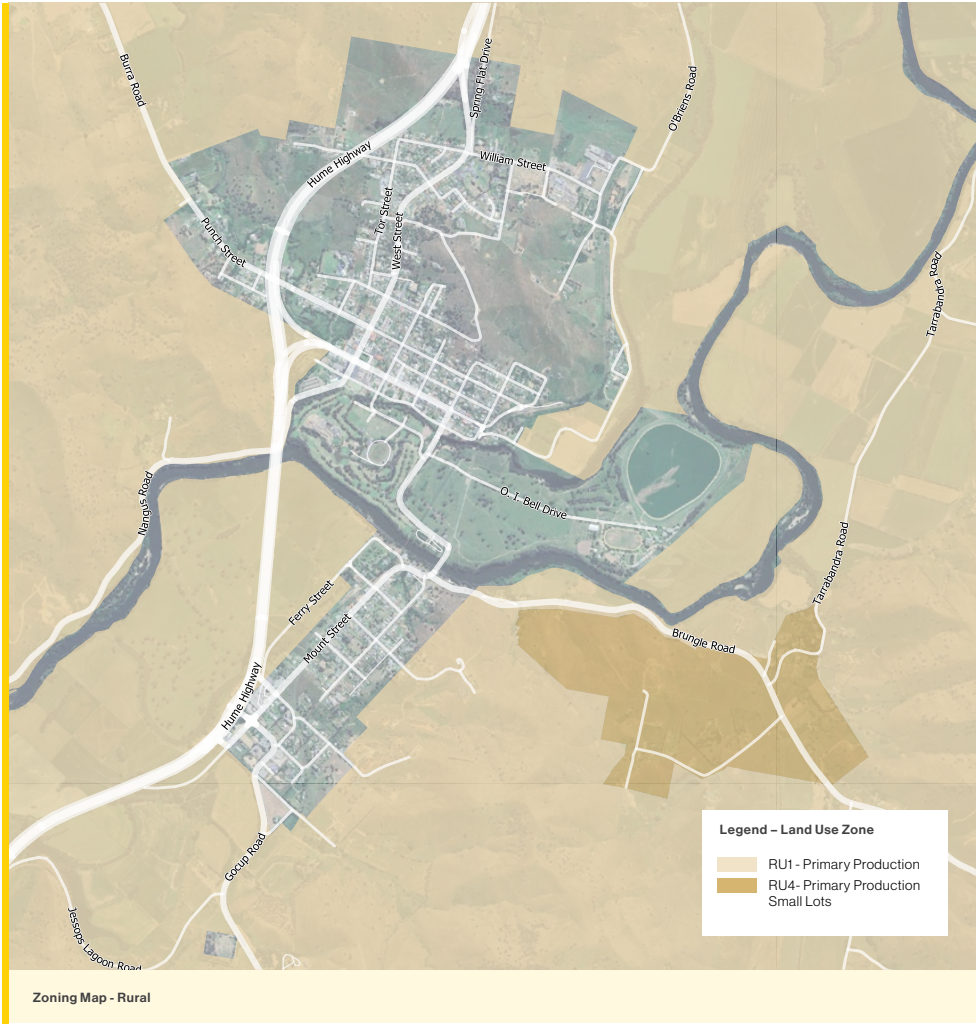 Burra Road
Spring Flat Drive
O'Briens Road
Hume Highway
William Street
Tor Street
West Street
Punch Street
Tarrabandra Road
Nangus Road
O. I. Bell Drive
Tarrabandra Road
Ferry Street
Mount Street
Brungle Road
Hume Highway
Gocup Road
Jessops Lagoon Road
Legend – Land Use Zone
RU1 - Primary Production
RU4- Primary Production
Small Lots
Zoning Map - Rural